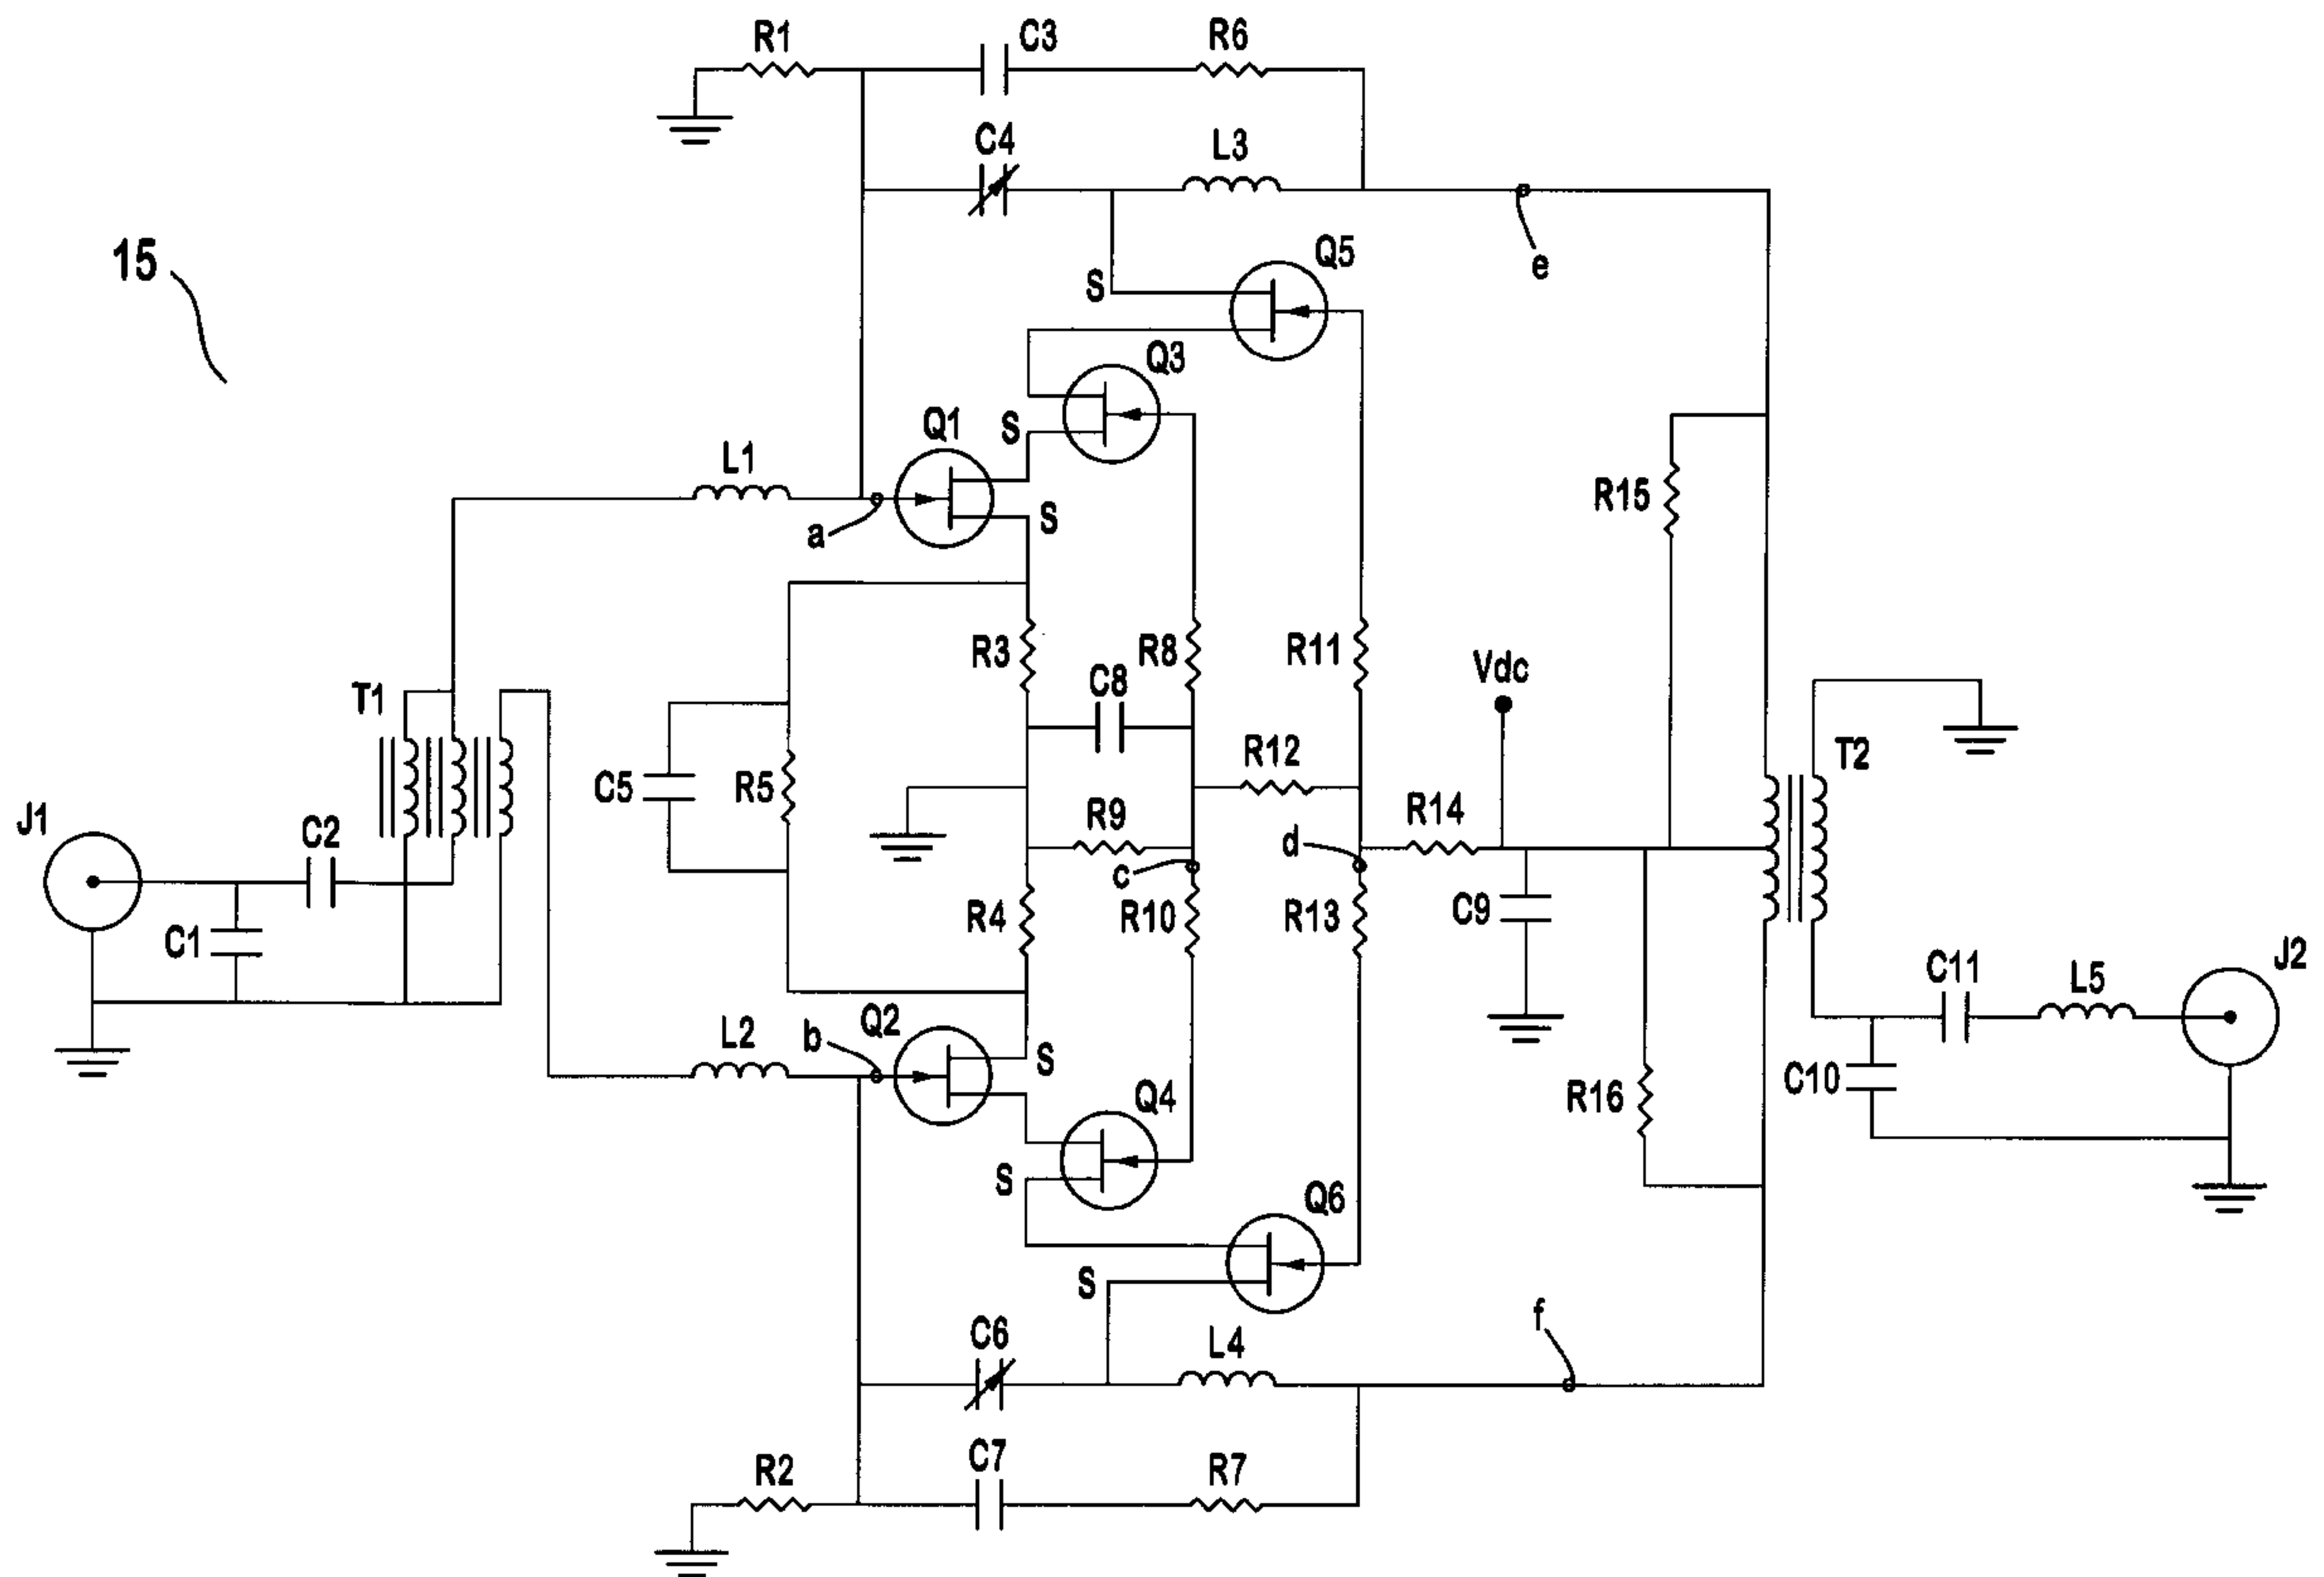 R1
C3
R6
C4
L3
15
Q5
S
e
Q3
Q1
S
L1
S
R15
a
R3
R8
R11
C8
Vdc
T1
R12
T2
C5
R5
R9
R14
J1
C2
d
c
R4
R10
R13
C9
C1
C11
L5
J2
Q2
L2
b
S
C10
Q4
R16
S
Q6
S
f
C6
L4
R2
C7
R7